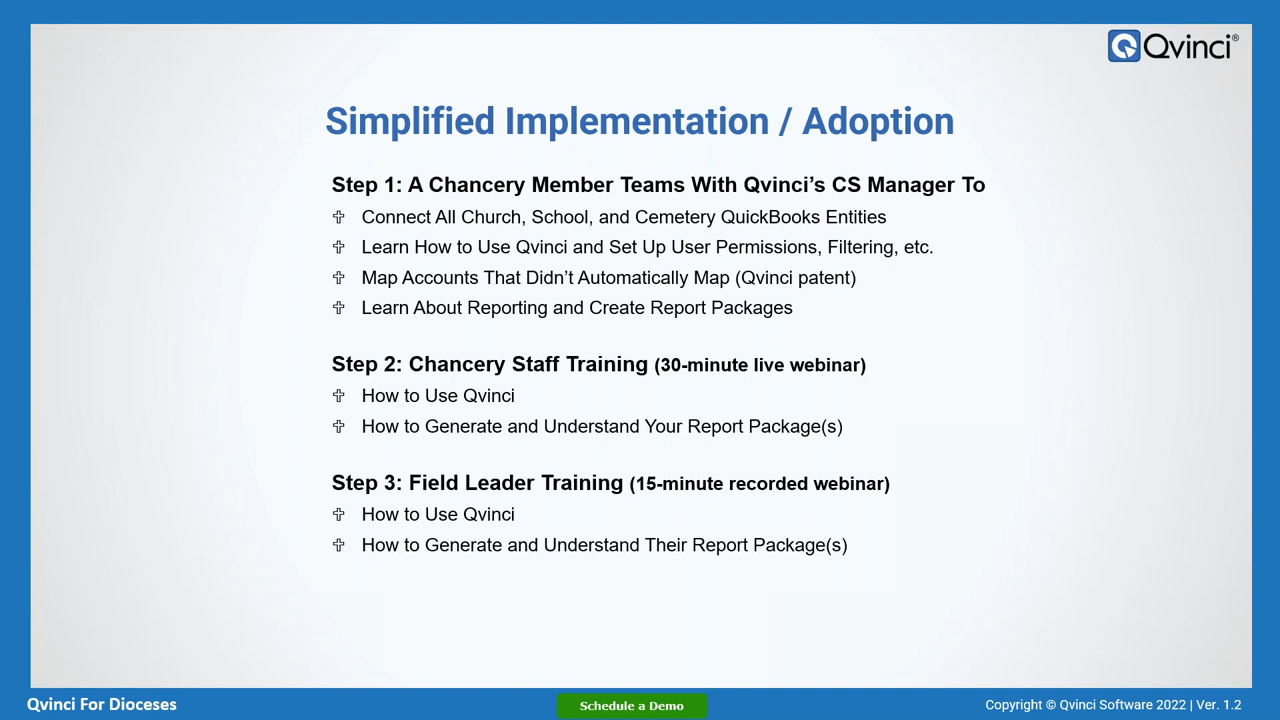 Qvinci®
Simplified Implementation / Adoption
Step 1: A Chancery Member Teams With Qvinci’s CS Manager To
✞ Connect All Church, School, and Cemetery QuickBooks Entities
✞ Learn How to Use Qvinci and Set Up User Permissions, Filtering, etc.
✞ Map Accounts That Didn’t Automatically Map (Qvinci patent)
✞ Learn About Reporting and Create Report Packages
Step 2: Chancery Staff Training (30-minute live webinar)
✞ How to Use Qvinci
✞ How to Generate and Understand Your Report Package(s)
Step 3: Field Leader Training (15-minute recorded webinar)
✞ How to Use Qvinci
✞ How to Generate and Understand Their Report Package(s)
Qvinci For Dioceses
Schedule a Demo
Copyright © Qvinci Software 2022 | Ver. 1.2